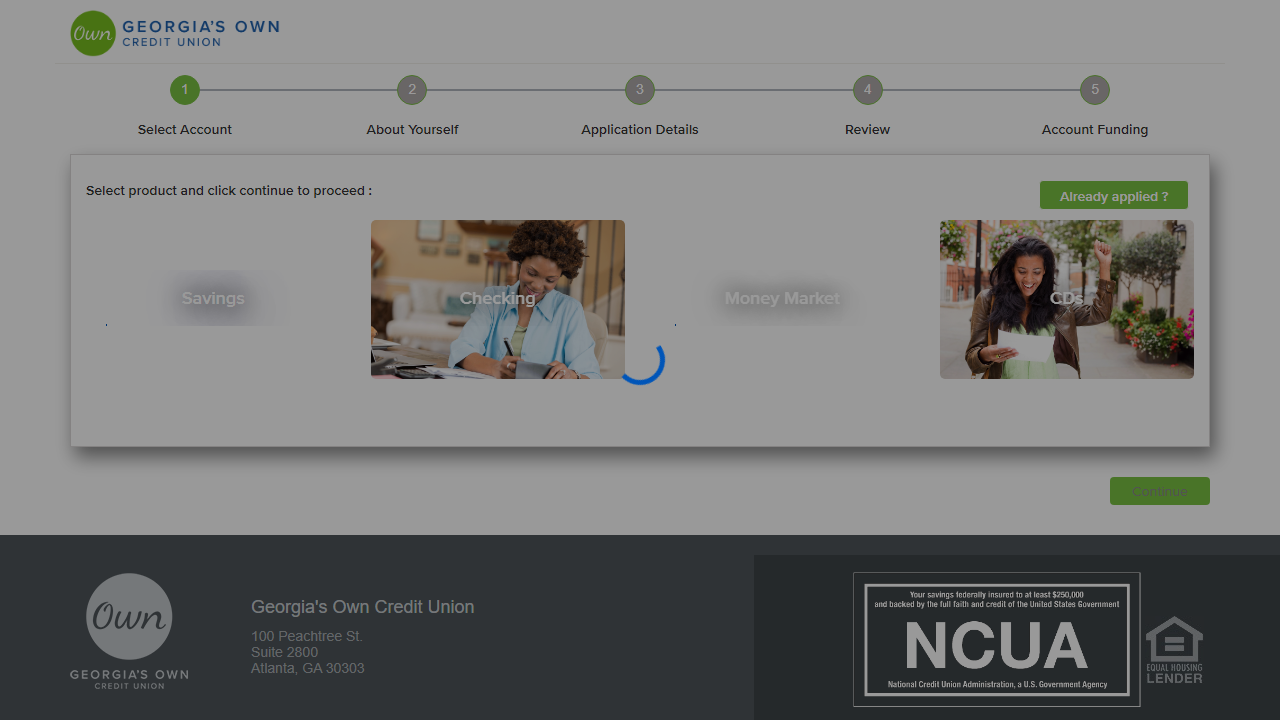 Own GEORGIA'S OWN
CREDIT UNION
1 2 3 4 5
Select Account About Yourself Application Details Review Account Funding
Select product and click continue to proceed :
Already applied ?
Savings Checking Money Market CDs
Continue
Own
GEORGIA'S OWN
CREDIT UNION
Georgia's Own Credit Union
100 Peachtree St.
Suite 2800
Atlanta, GA 30303
Your savings federally insured to at least $250,000
and backed by the full faith and credit of the United States Government
NCUA
National Credit Union Administration, a U.S. Government Agency
EQUAL HOUSING
LENDER